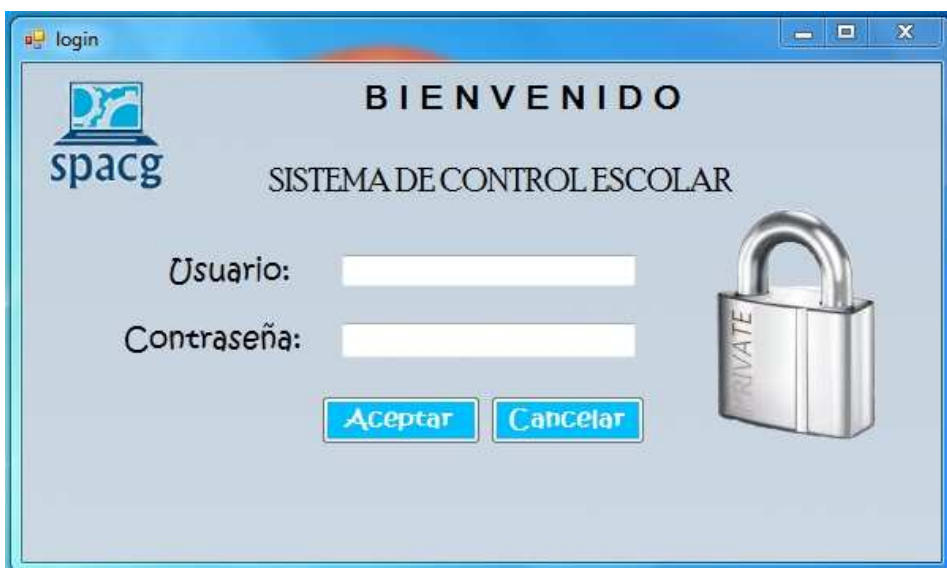 login
BIENVENIDO
spacg
SISTEMA DE CONTROL ESCOLAR
Usuario:
Contraseña:
PRIVATE
Aceptar Cancelar